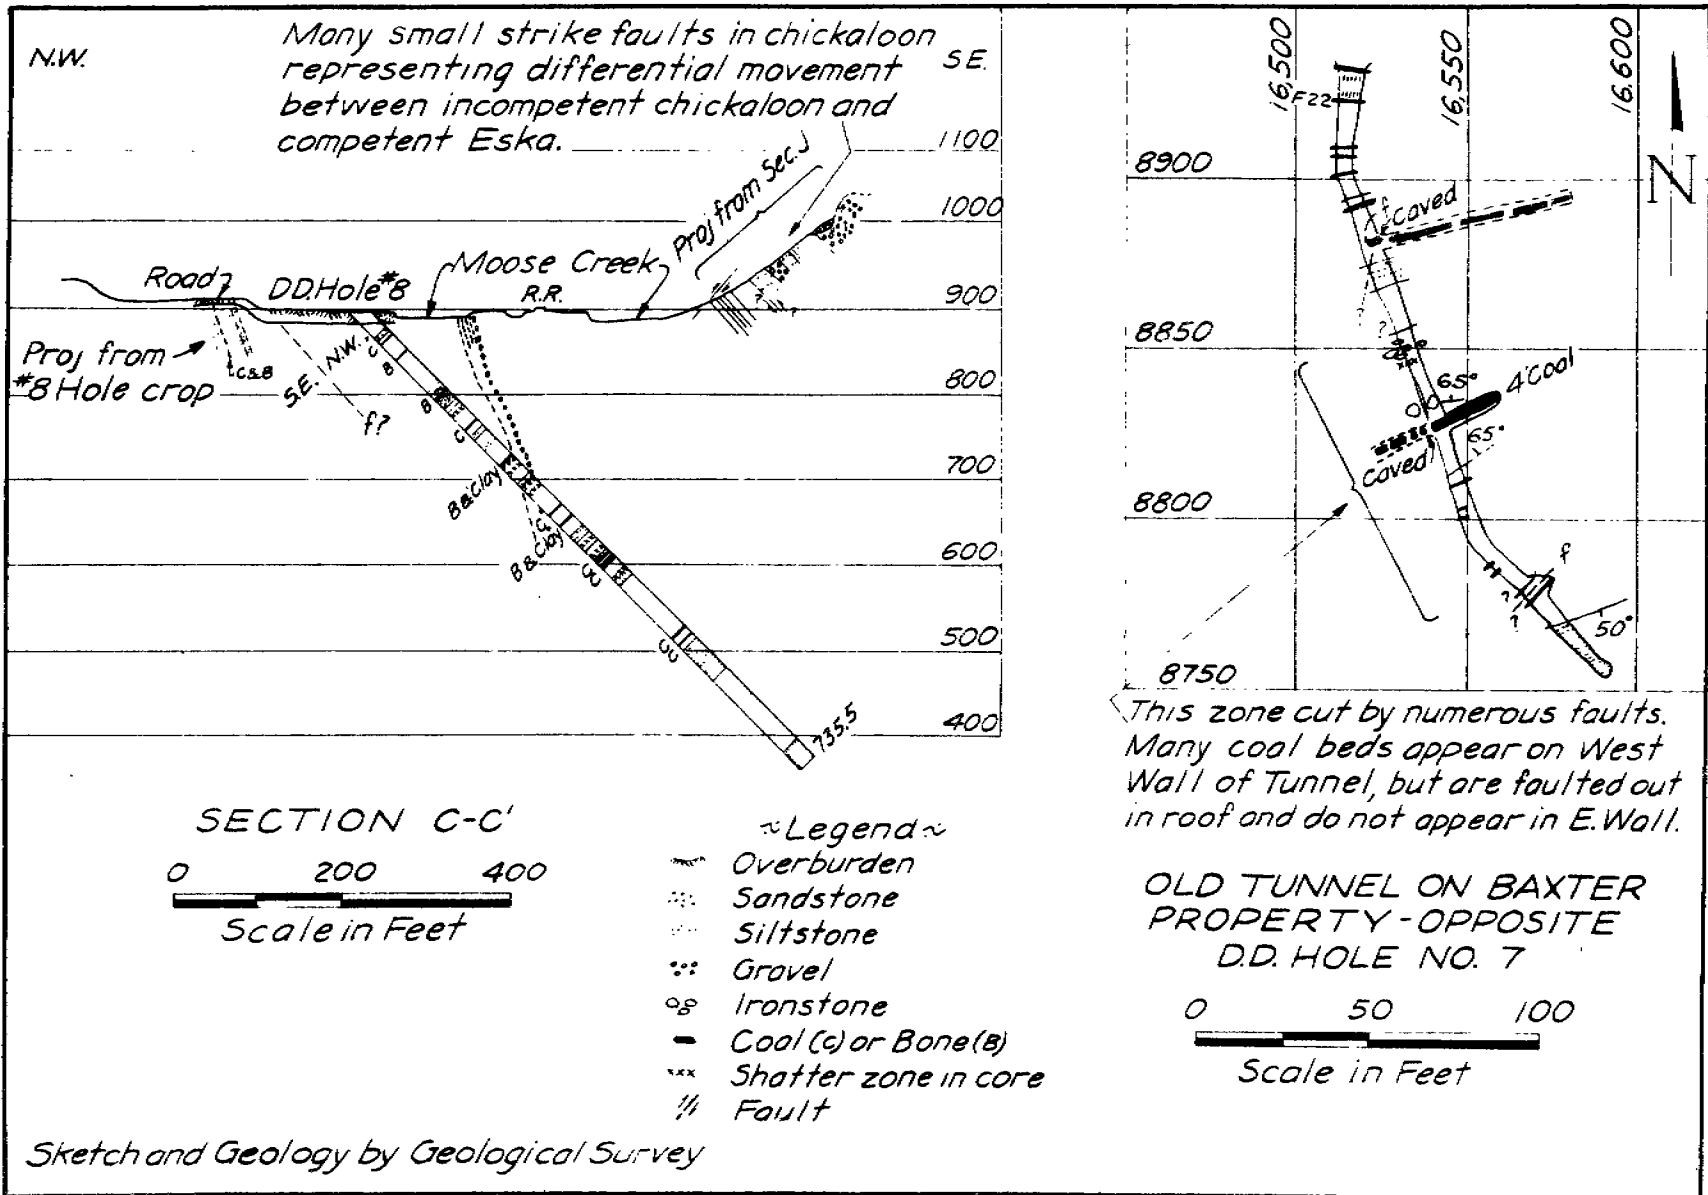 N.W.
Many small strike faults in chickaloon
representing differential movement
between incompetent chickaloon and
competent Eska.
S.E.
1100
1000
900
800
700
600
500
400
Proj from Sec. J
Road
D.D. Hole #8
Moose Creek
R.R.
Proj from
#8 Hole crop
C & B
S.E.
N.W.
f?
C
B
B
C
B & Clay
C
B & Clay
C
C
C
C
735.5
SECTION C-C'
0 200 400
Scale in Feet
~Legend~
Overburden
Sandstone
Siltstone
Gravel
Ironstone
Coal (C) or Bone (B)
Shatter zone in core
Fault
Sketch and Geology by Geological Survey
16,500
16,550
16,600
N
F22
8900
f
Caved
8850
?
?
65°
4' Coal
65°
Caved
8800
f
?
?
50°
8750
This zone cut by numerous faults.
Many coal beds appear on West
Wall of Tunnel, but are faulted out
in roof and do not appear in E. Wall.
OLD TUNNEL ON BAXTER
PROPERTY - OPPOSITE
D.D. HOLE NO. 7
0 50 100
Scale in Feet